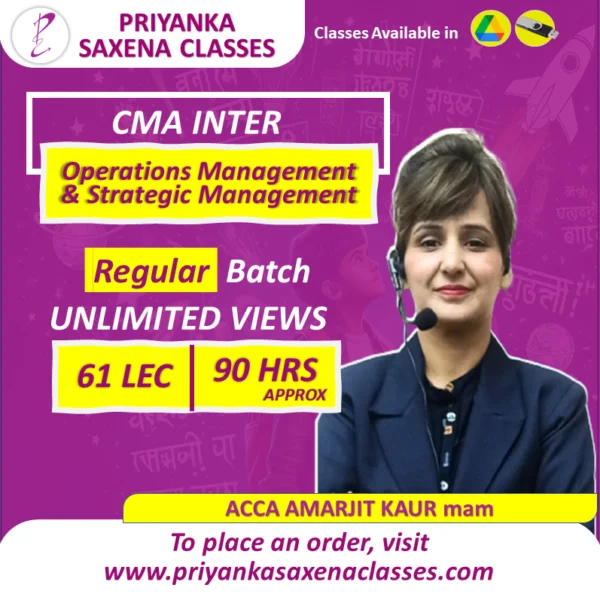 PRIYANKA
SAXENA CLASSES
Classes Available in
CMA INTER
Operations Management
& Strategic Management
Regular Batch
UNLIMITED VIEWS
61 LEC
90 HRS
APPROX
ACCA AMARJIT KAUR mam
To place an order, visit
www.priyankasaxenaclasses.com